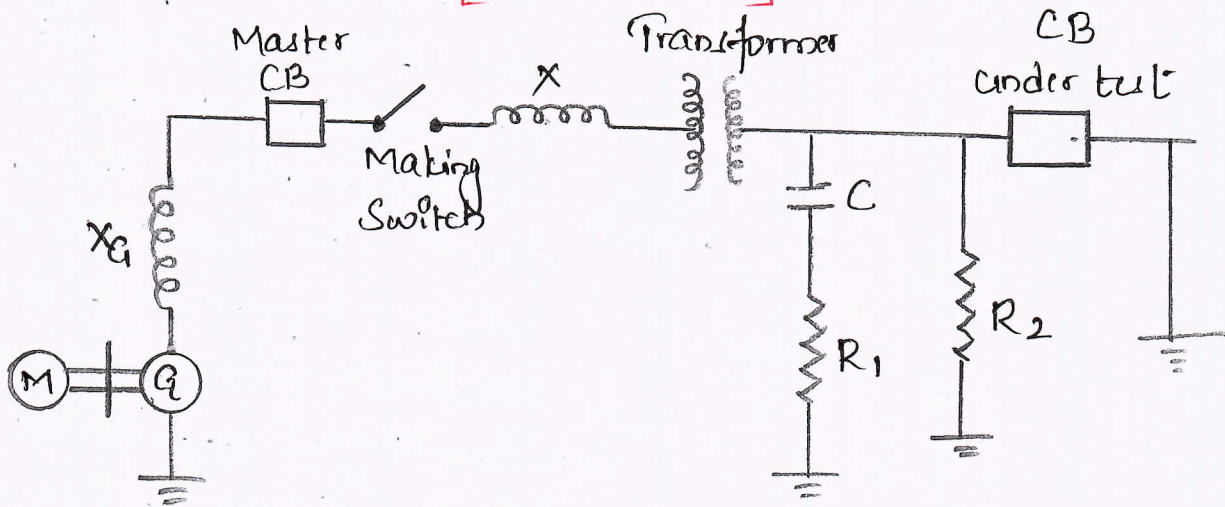 Master
CB
Transformer
CB
under test
X
Making
Switch
C
XG
R1
R2
M
G